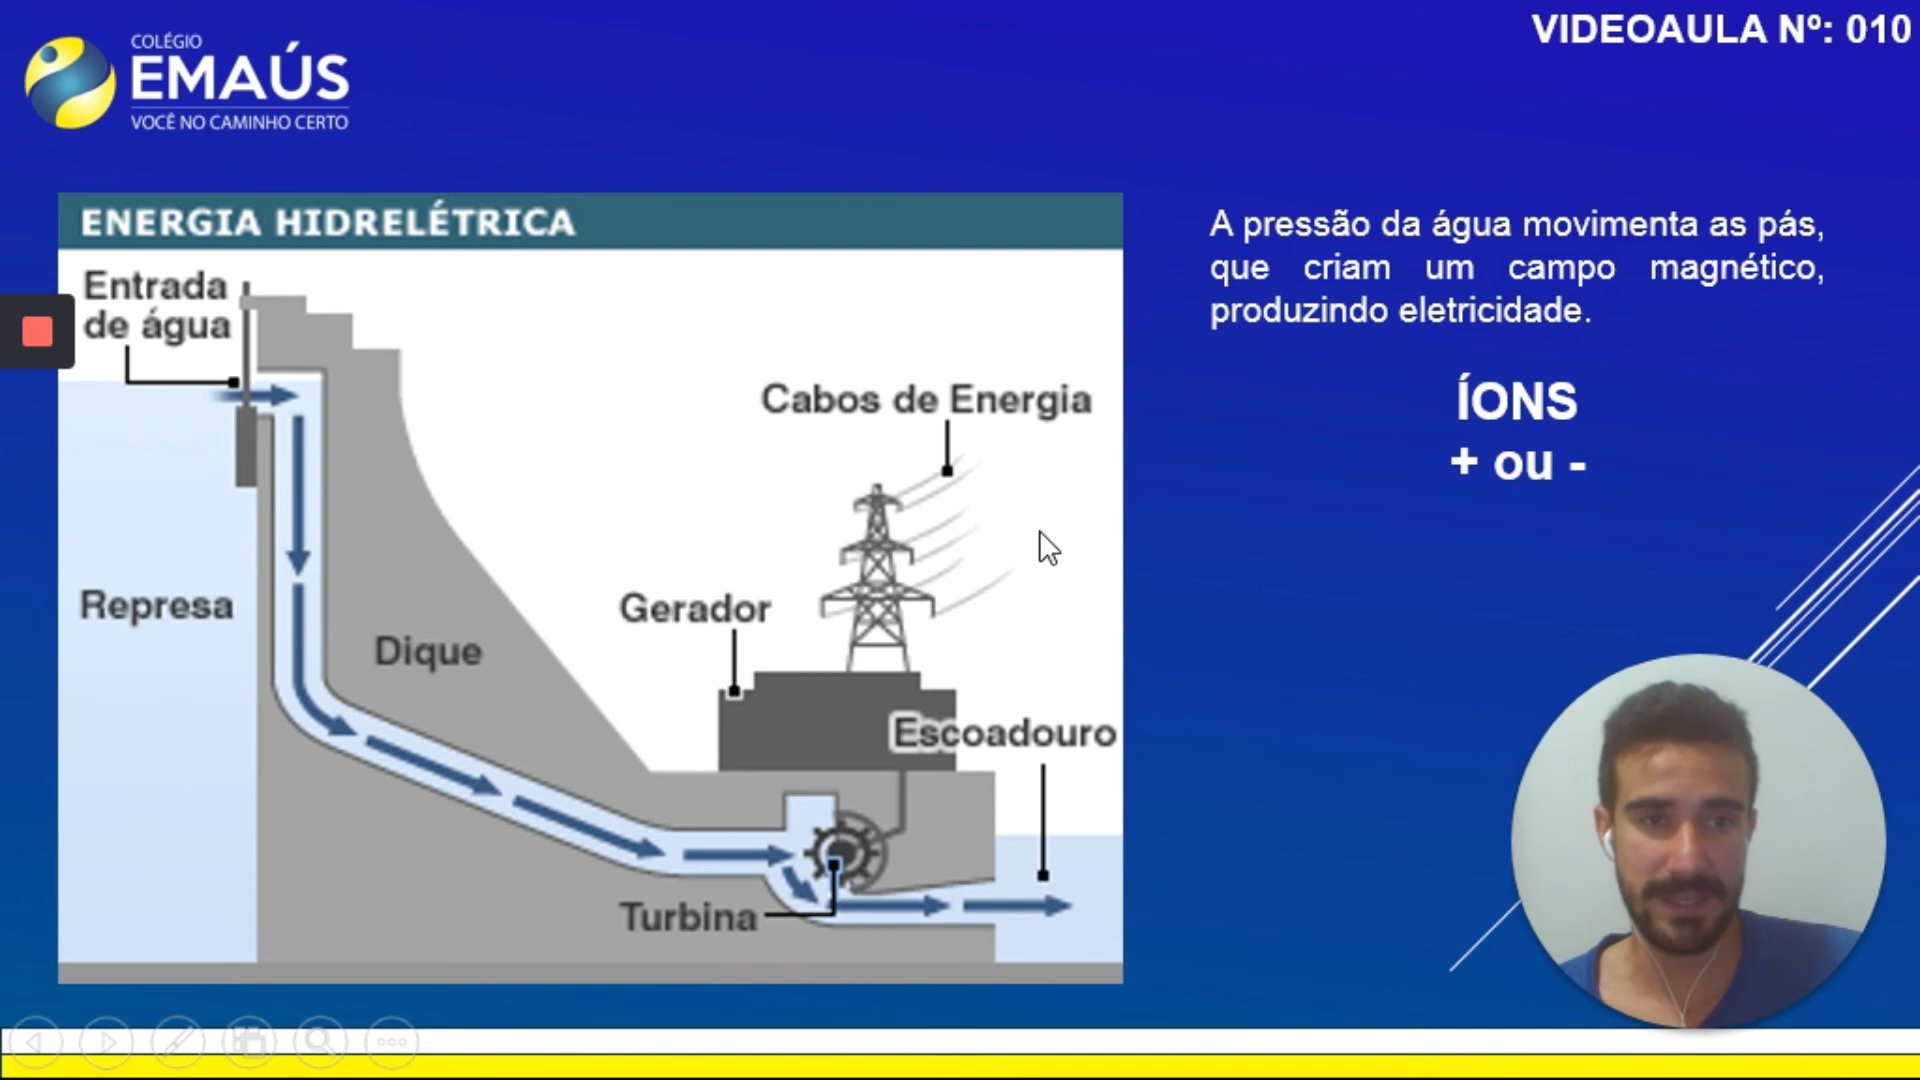 COLÉGIO
EMAÚS
VOCÊ NO CAMINHO CERTO
VIDEOAULA Nº: 010
ENERGIA HIDRELÉTRICA
Entrada
de água
Cabos de Energia
Represa
Gerador
Dique
Escoadouro
Turbina
A pressão da água movimenta as pás,
que criam um campo magnético,
produzindo eletricidade.
ÍONS
+ ou -